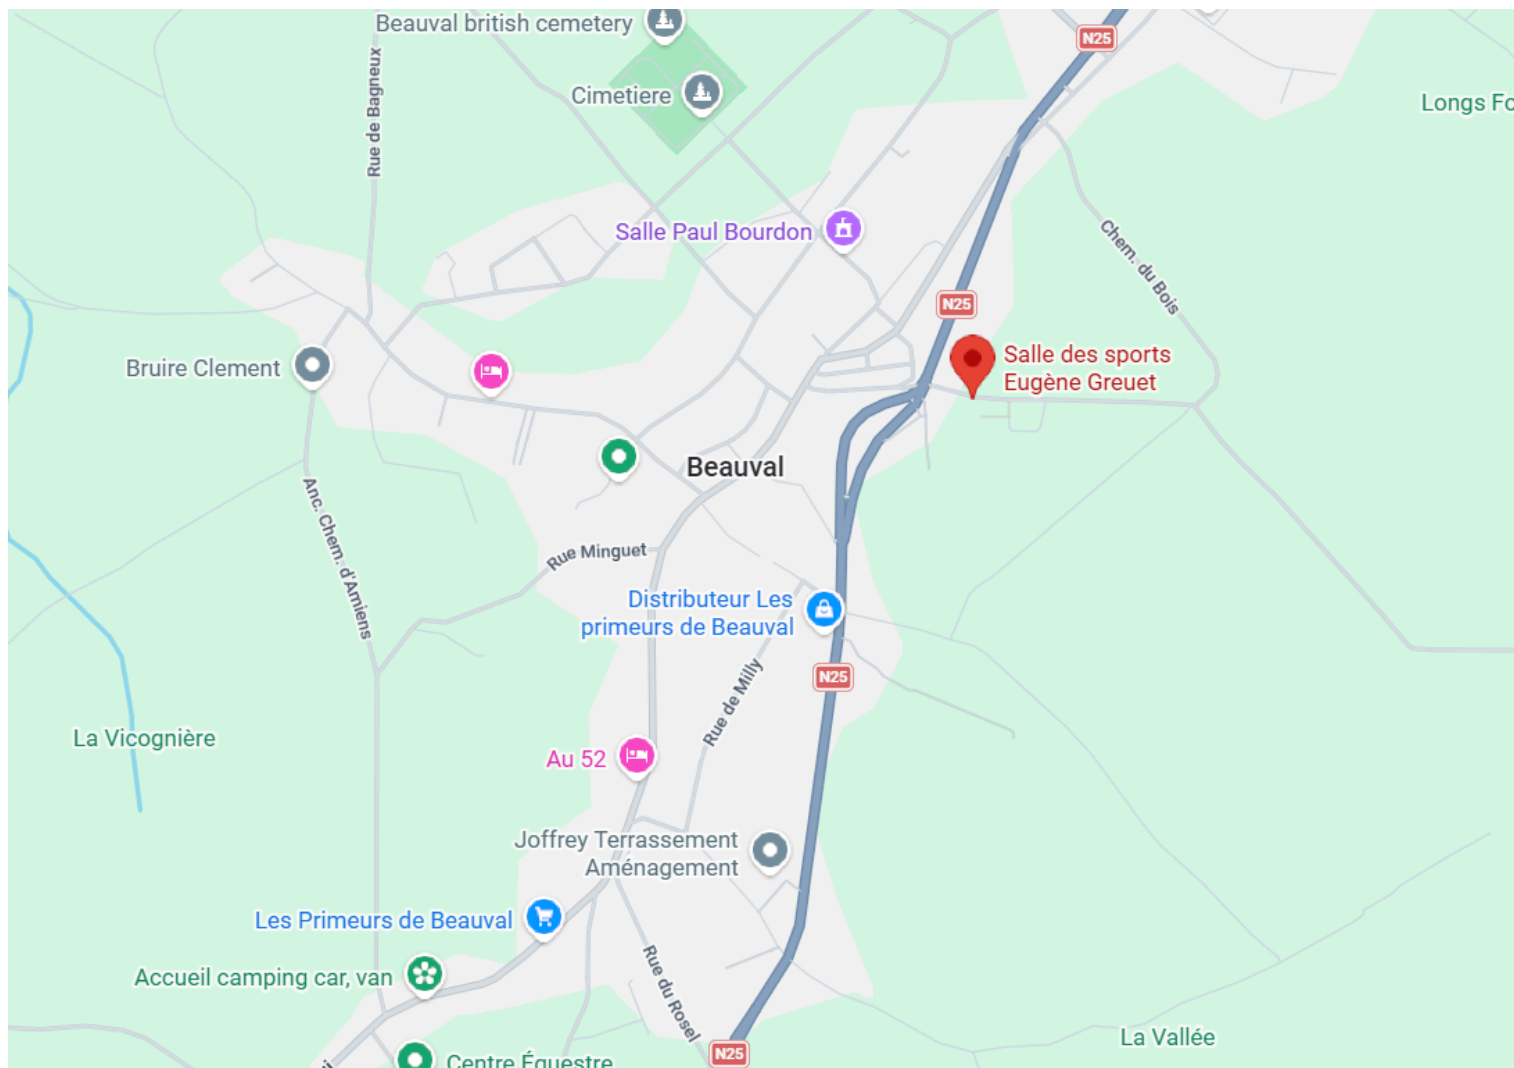 Beauval british cemetery
N25
Cimetiere
Longs Fo
Rue de Bagneux
Salle Paul Bourdon
Chem. du Bois
N25
Salle des sports
Eugène Greuet
Bruire Clement
Beauval
Anc. Chem. d'Amiens
Rue Minguet
Distributeur Les
primeurs de Beauval
N25
Rue de Milly
La Vicognière
Au 52
Joffrey Terrassement
Aménagement
Les Primeurs de Beauval
Accueil camping car, van
Rue du Rosel
La Vallée
N25
Centre Équestre